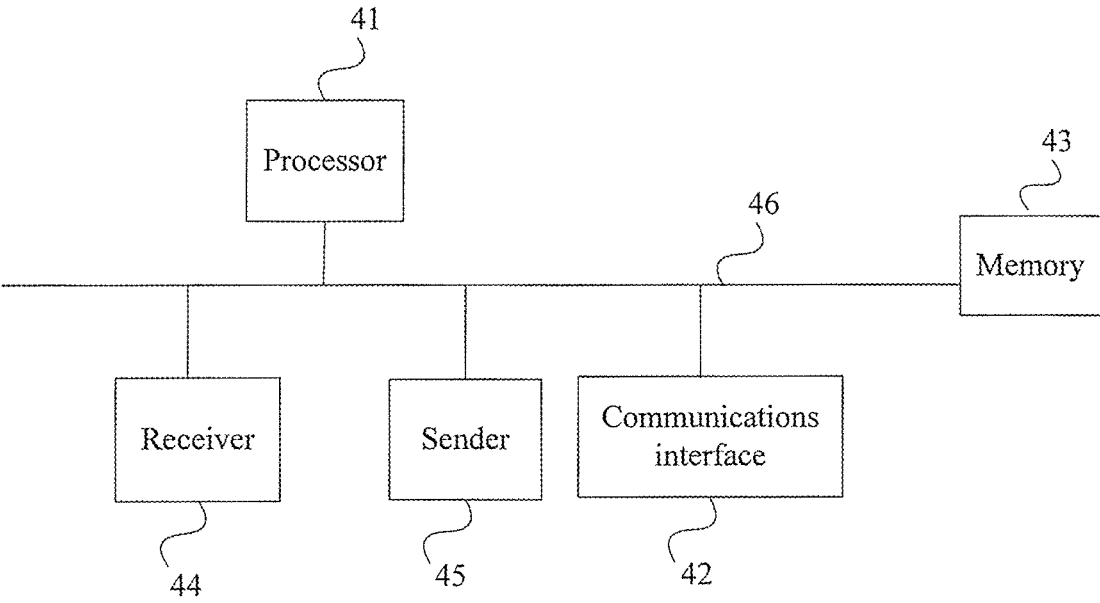 41
Processor
43
46
Memory
Receiver
Sender
Communications
interface
44
45
42